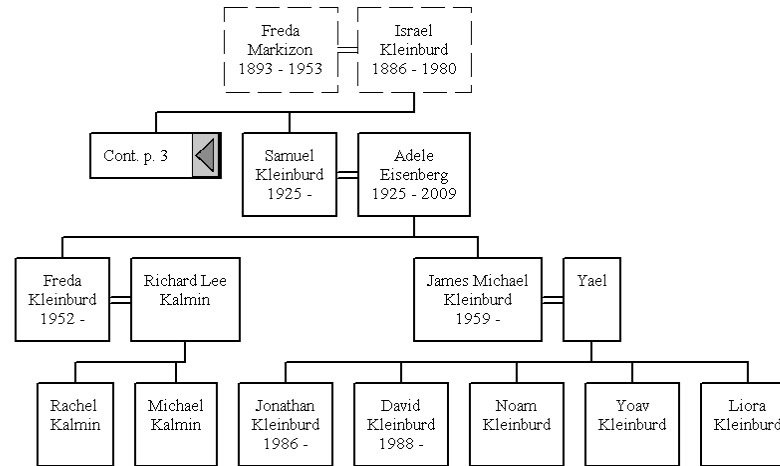 Freda
Markizon
1893 - 1953
Israel
Kleinburd
1886 - 1980
Cont. p. 3
Samuel
Kleinburd
1925 -
Adele
Eisenberg
1925 - 2009
Freda
Kleinburd
1952 -
Richard Lee
Kalmin
James Michael
Kleinburd
1959 -
Yael
Rachel
Kalmin
Michael
Kalmin
Jonathan
Kleinburd
1986 -
David
Kleinburd
1988 -
Noam
Kleinburd
Yoav
Kleinburd
Liora
Kleinburd